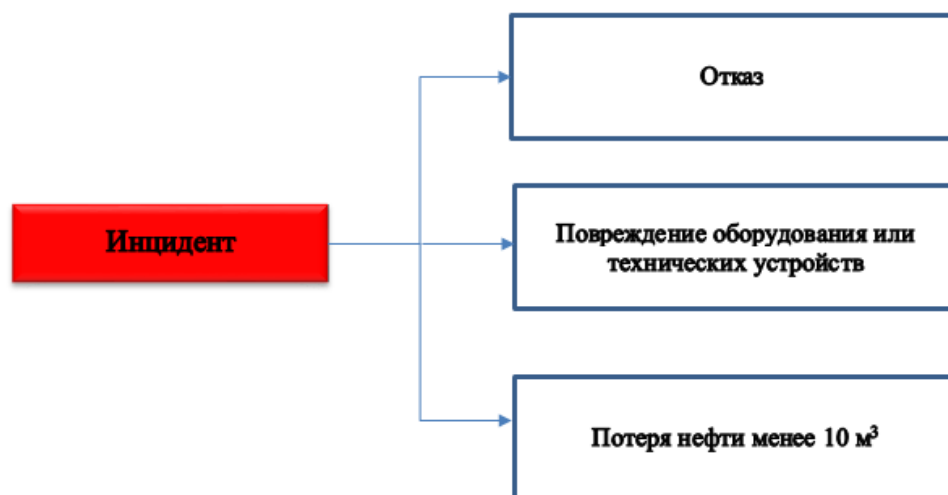 Отказ
Инцидент
Повреждение оборудования или
технических устройств
Потеря нефти менее 10 м³